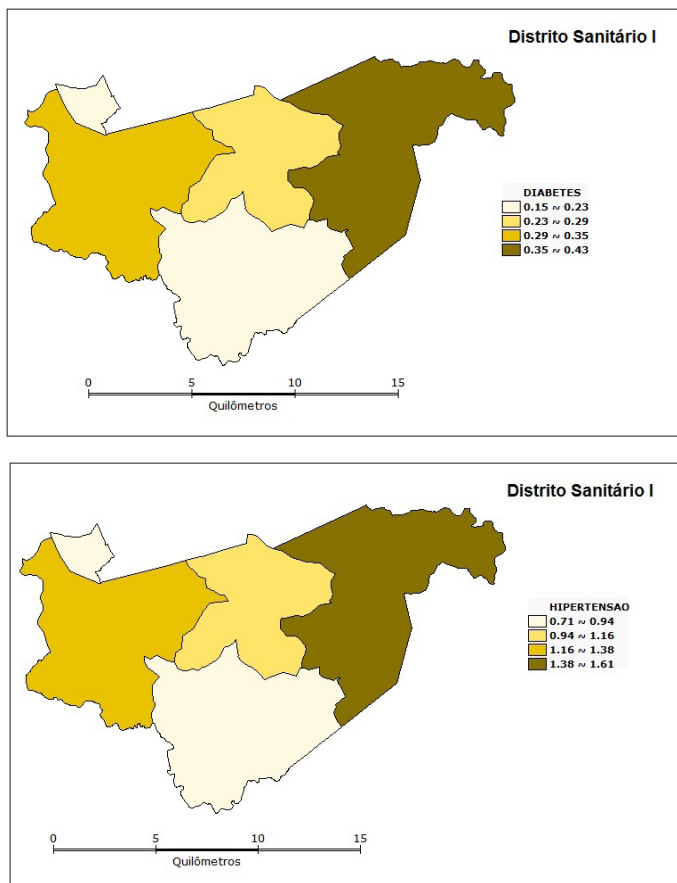 Distrito Sanitário I
DIABETES
0.15 ~ 0.23
0.23 ~ 0.29
0.29 ~ 0.35
0.35 ~ 0.43
0 5 10 15
Quilômetros
Distrito Sanitário I
HIPERTENSAO
0.71 ~ 0.94
0.94 ~ 1.16
1.16 ~ 1.38
1.38 ~ 1.61
0 5 10 15
Quilômetros